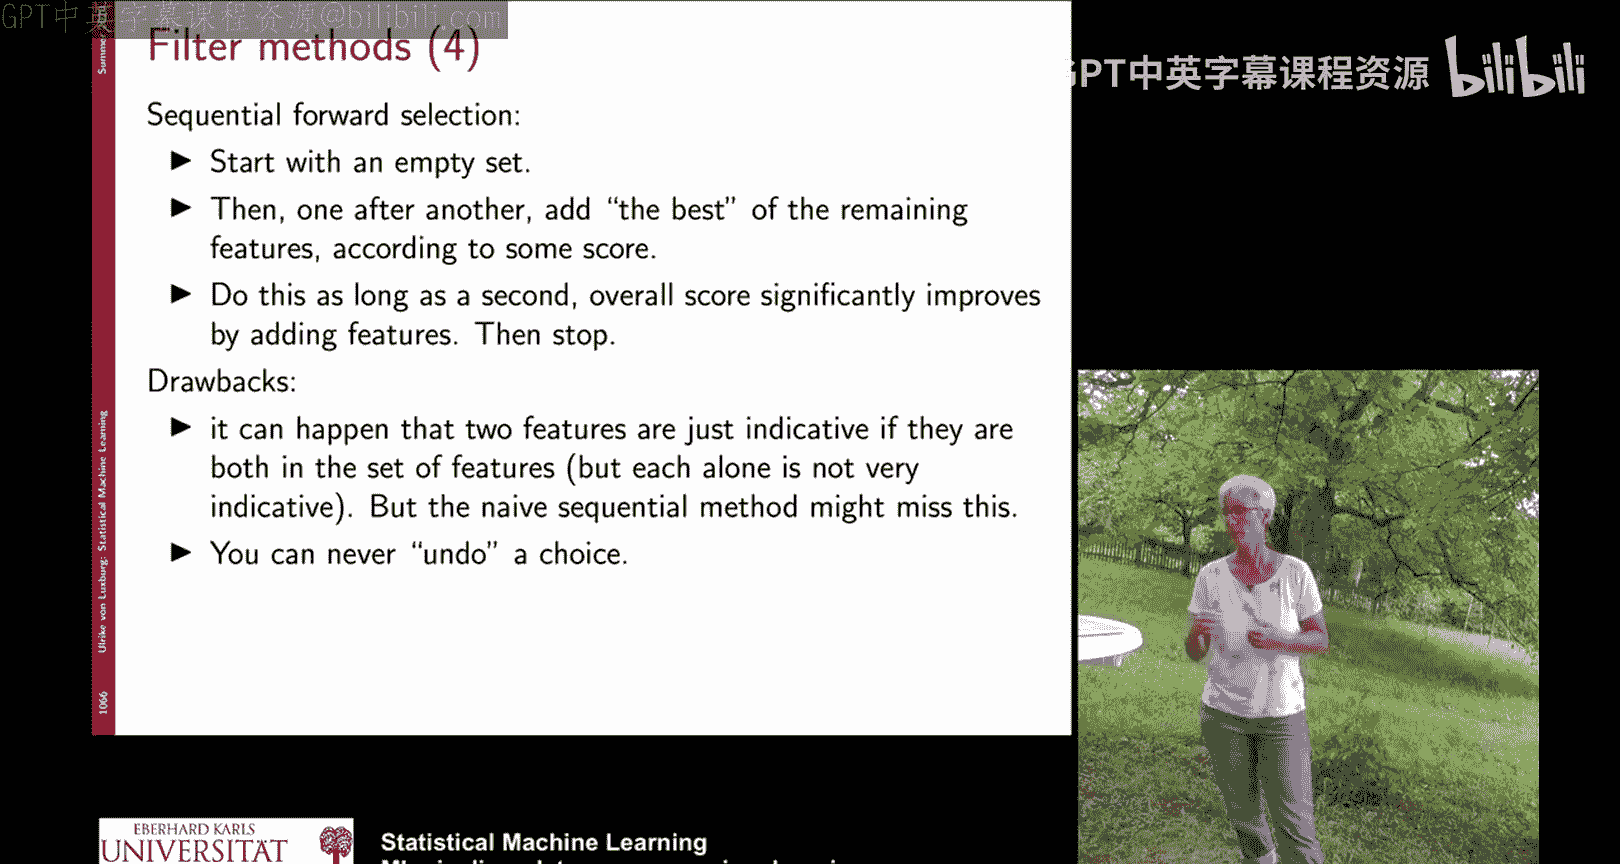 GPT中英字幕课程资源@bilibili.com
GPT中英字幕课程资源 bilibili
Filter methods (4)
Sequential forward selection:
▶ Start with an empty set.
▶ Then, one after another, add “the best” of the remaining
features, according to some score.
▶ Do this as long as a second, overall score significantly improves
by adding features. Then stop.
Drawbacks:
▶ it can happen that two features are just indicative if they are
both in the set of features (but each alone is not very
indicative). But the naive sequential method might miss this.
▶ You can never “undo” a choice.
Summer
Ulrike von Luxburg: Statistical Machine Learning
1066
EBERHARD KARLS
UNIVERSITÄT
Statistical Machine Learning